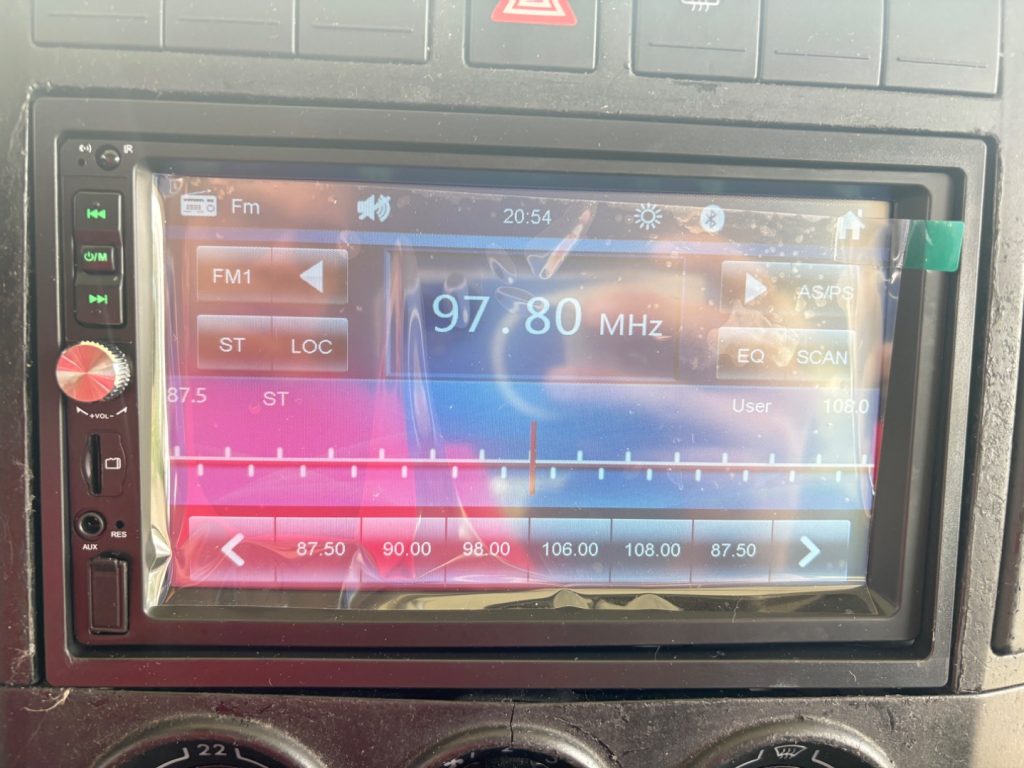 IR
Fm
20:54
FM1
97.80 MHz
AS/PS
ST LOC
EQ SCAN
⏻/M
+VOL-
87.5 ST User 108.0
87.50 90.00 98.00 106.00 108.00 87.50
AUX RES
22